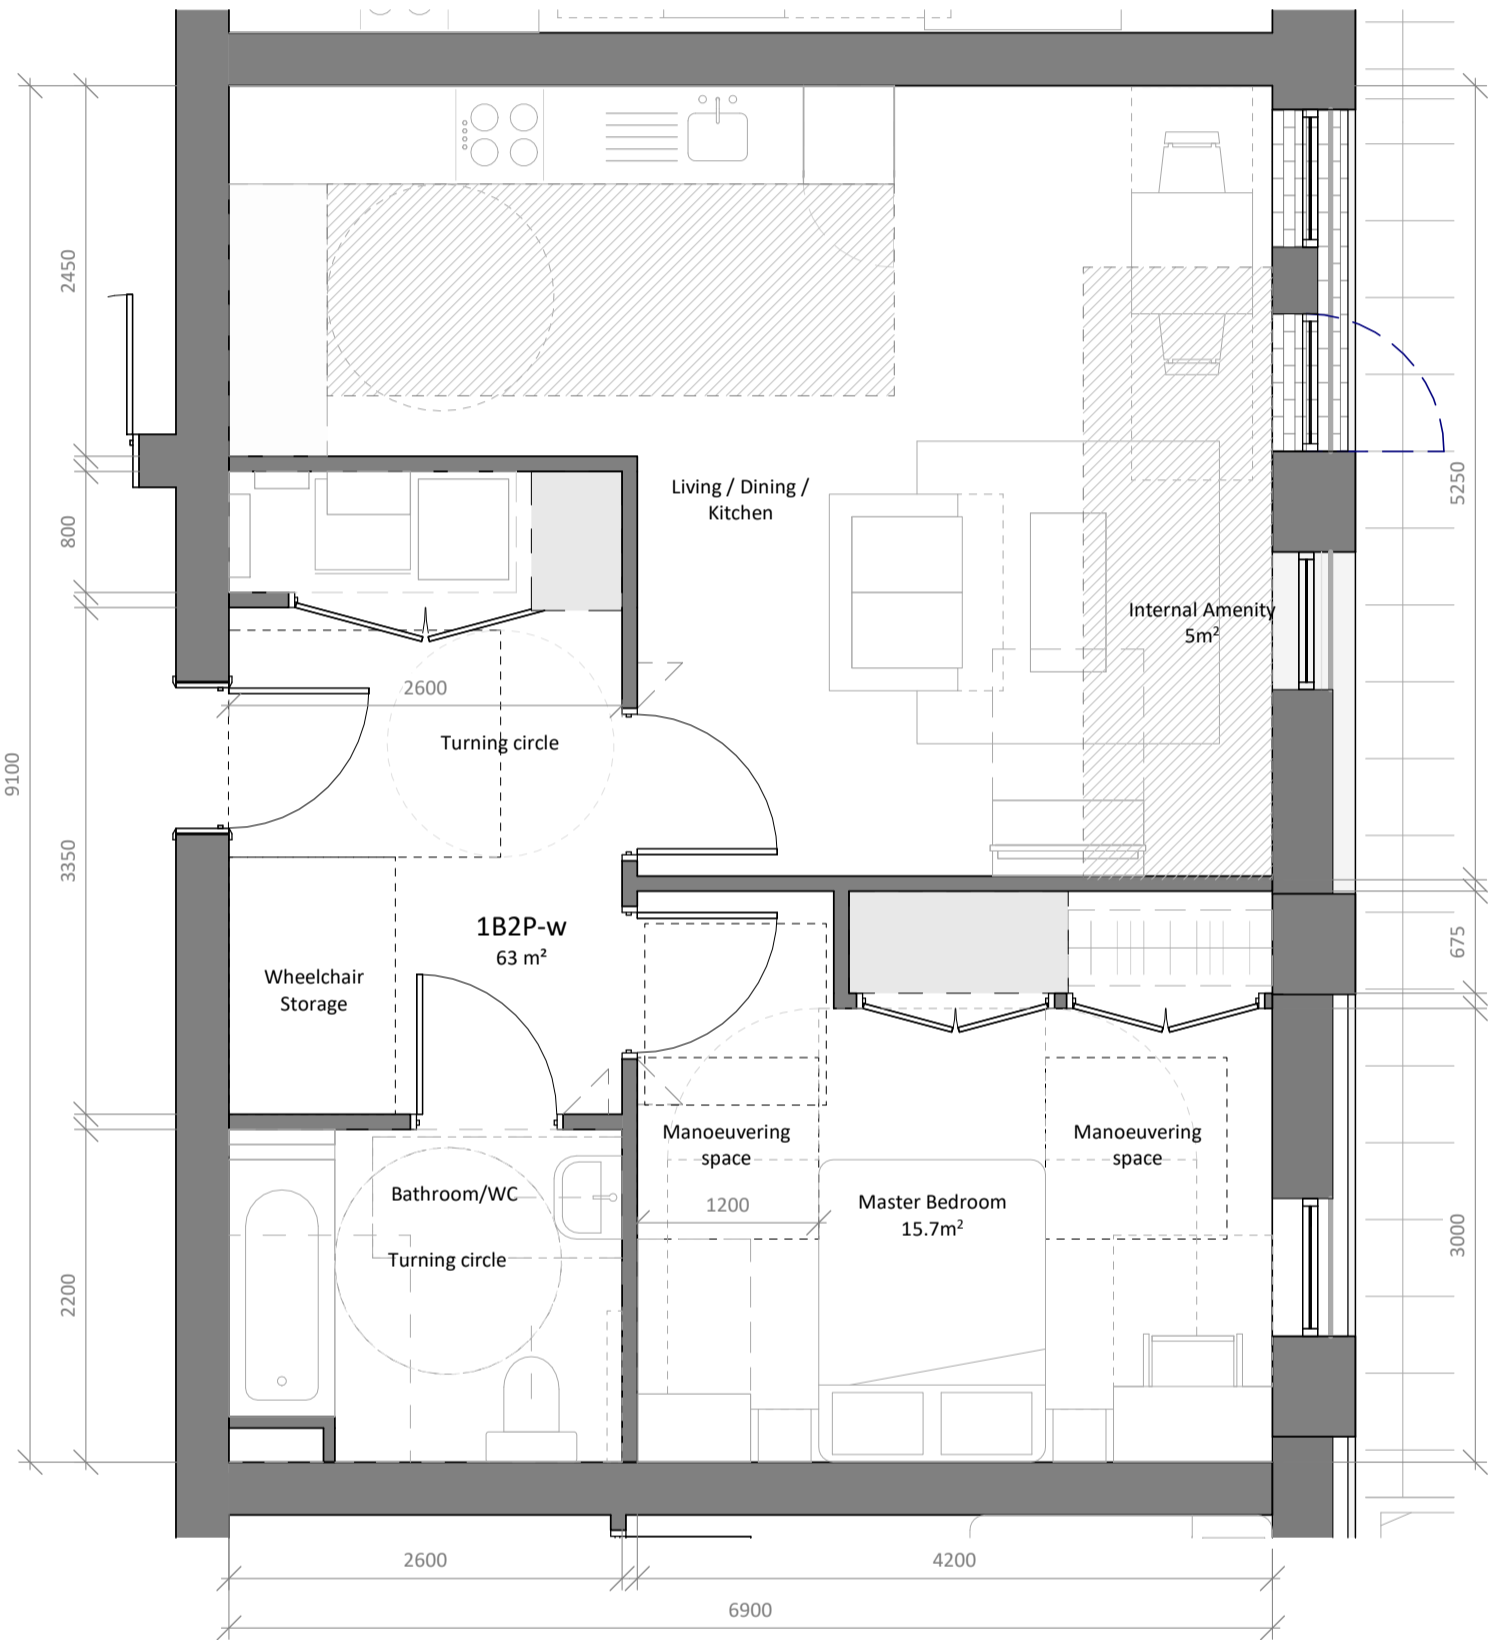 2450
800
9100
3350
2200
5250
675
3000
Living / Dining /
Kitchen
Internal Amenity
5m²
2600
Turning circle
1B2P-w
63 m²
Wheelchair
Storage
Manoeuvering
space
Manoeuvering
space
Bathroom/WC
1200
Master Bedroom
15.7m²
Turning circle
2600
4200
6900